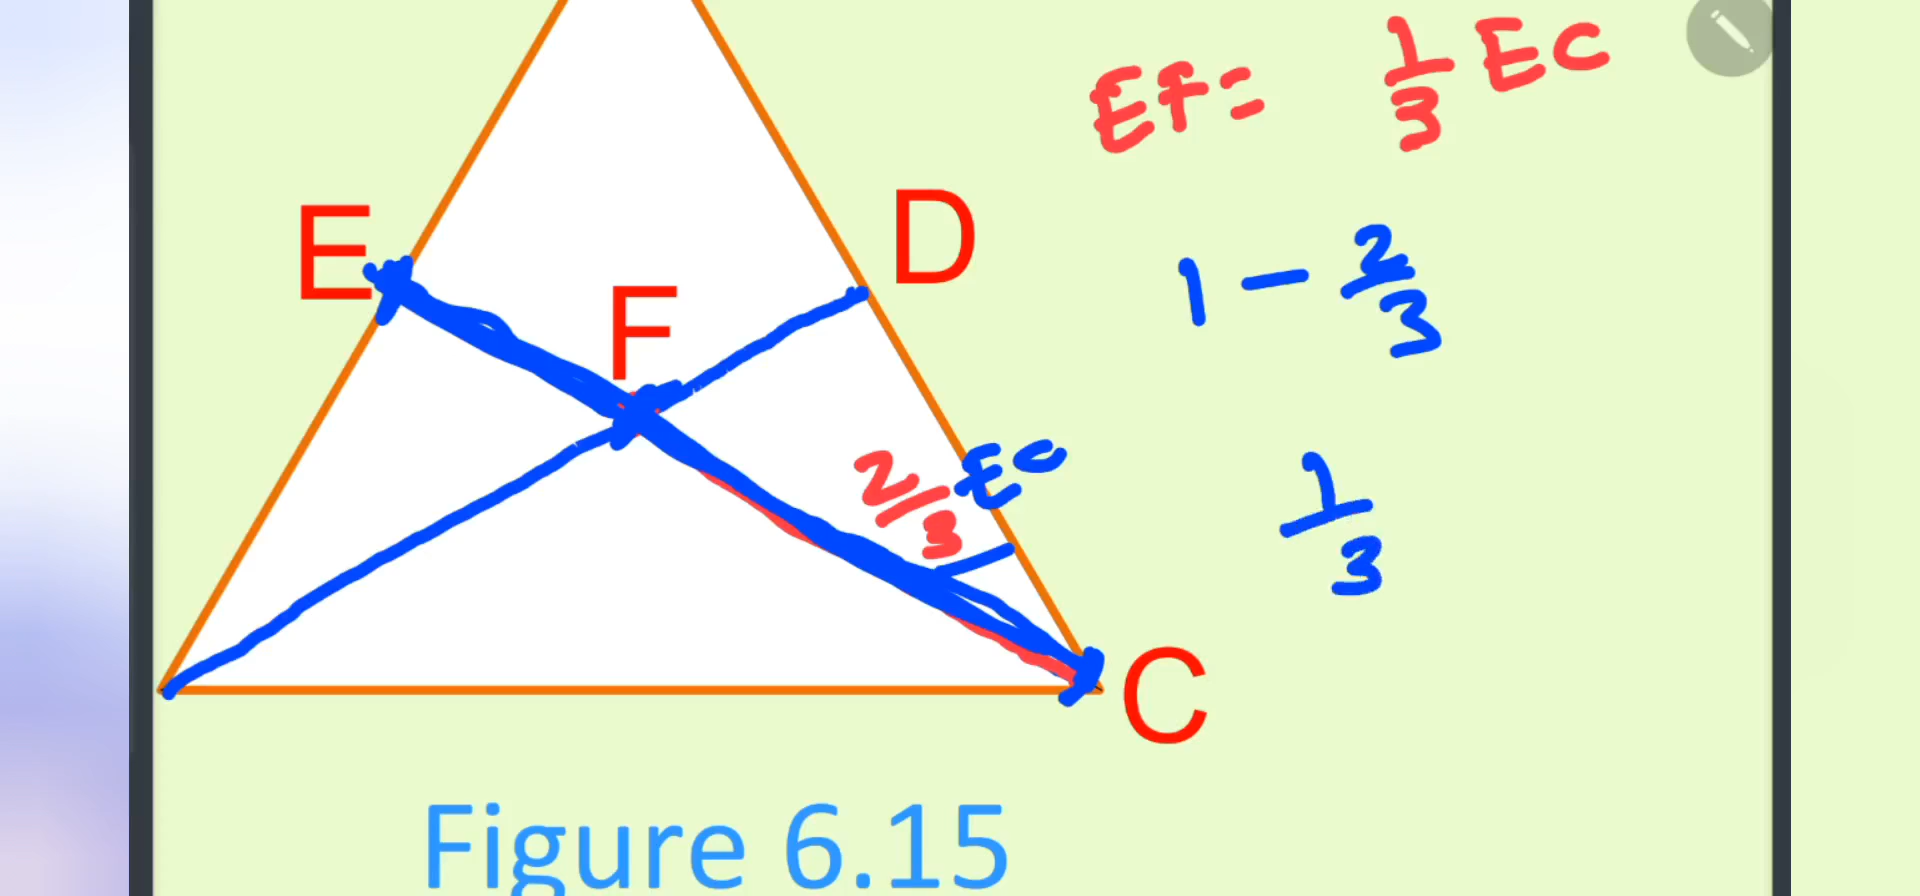 EF = 1/3 EC
E
D
1 - 2/3
F
2/3 EC
1/3
C
Figure 6.15